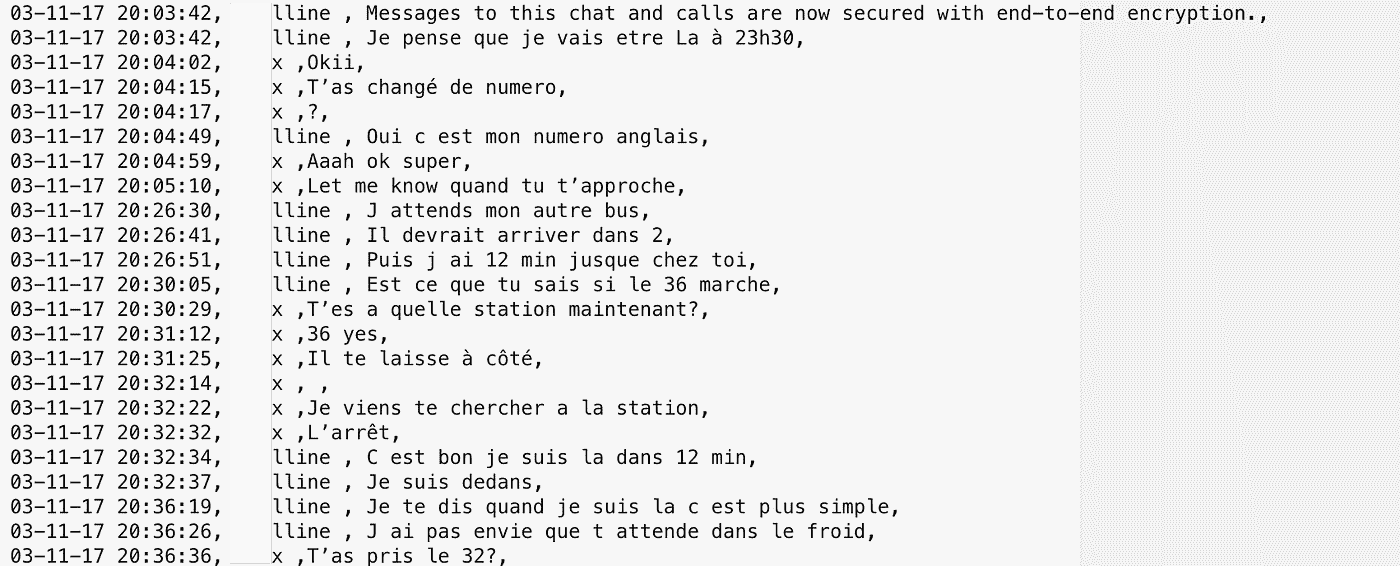 03-11-17 20:03:42, lline , Messages to this chat and calls are now secured with end-to-end encryption.,
03-11-17 20:03:42, lline , Je pense que je vais etre La à 23h30,
03-11-17 20:04:02, x ,Okii,
03-11-17 20:04:15, x ,T’as changé de numero,
03-11-17 20:04:17, x ,?,
03-11-17 20:04:49, lline , Oui c est mon numero anglais,
03-11-17 20:04:59, x ,Aaah ok super,
03-11-17 20:05:10, x ,Let me know quand tu t’approche,
03-11-17 20:26:30, lline , J attends mon autre bus,
03-11-17 20:26:41, lline , Il devrait arriver dans 2,
03-11-17 20:26:51, lline , Puis j ai 12 min jusque chez toi,
03-11-17 20:30:05, lline , Est ce que tu sais si le 36 marche,
03-11-17 20:30:29, x ,T’es a quelle station maintenant?,
03-11-17 20:31:12, x ,36 yes,
03-11-17 20:31:25, x ,Il te laisse à côté,
03-11-17 20:32:14, x , ,
03-11-17 20:32:22, x ,Je viens te chercher a la station,
03-11-17 20:32:32, x ,L’arrêt,
03-11-17 20:32:34, lline , C est bon je suis la dans 12 min,
03-11-17 20:32:37, lline , Je suis dedans,
03-11-17 20:36:19, lline , Je te dis quand je suis la c est plus simple,
03-11-17 20:36:26, lline , J ai pas envie que t attende dans le froid,
03-11-17 20:36:36, x ,T’as pris le 32?,